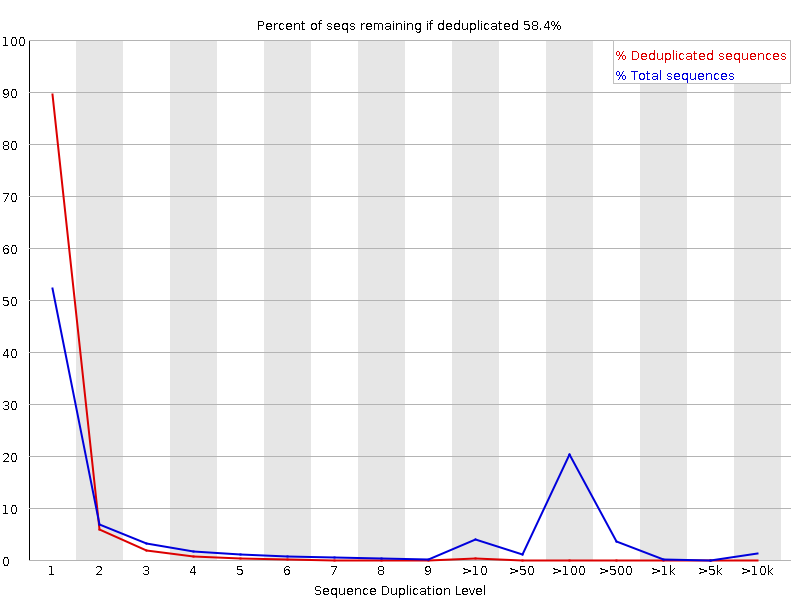 Percent of seqs remaining if deduplicated 58.4%
% Deduplicated sequences
% Total sequences
100
90
80
70
60
50
40
30
20
10
0
1 2 3 4 5 6 7 8 9 >10 >50 >100 >500 >1k >5k >10k
Sequence Duplication Level